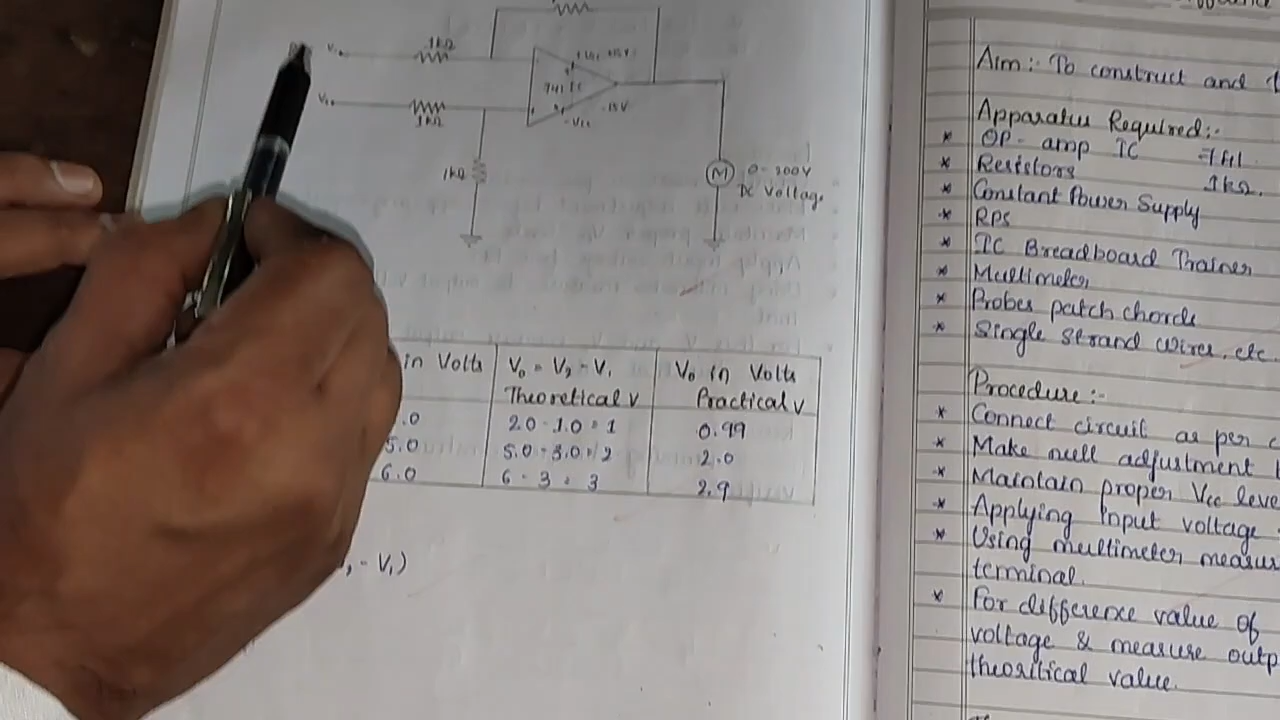 1kΩ
+Vcc +15V
741 IC
-15V
-Vcc
1kΩ
1kΩ
M
0-200V
DC Voltage
in Volts
V₀ = V₂ - V₁
Theoretical V
V₀ in Volts
Practical V
.0
2.0 - 1.0 = 1
0.99
5.0
5.0 - 3.0 = 2
2.0
6.0
6 - 3 = 3
2.9
- V₁)
Aim:- To construct and
Apparatus Required:-
* OP-amp IC 741
* Resistors 1kΩ.
* Constant Power Supply
* RPS
* IC Breadboard Trainer
* Multimeter
* Probes patch chords
* Single strand wires, etc
Procedure:-
* Connect circuit as per
* Make null adjustment
* Maintain proper Vcc leve
* Applying input voltage
* Using multimeter measur
terminal.
* For difference value of
voltage & measure outp
theoritical value.